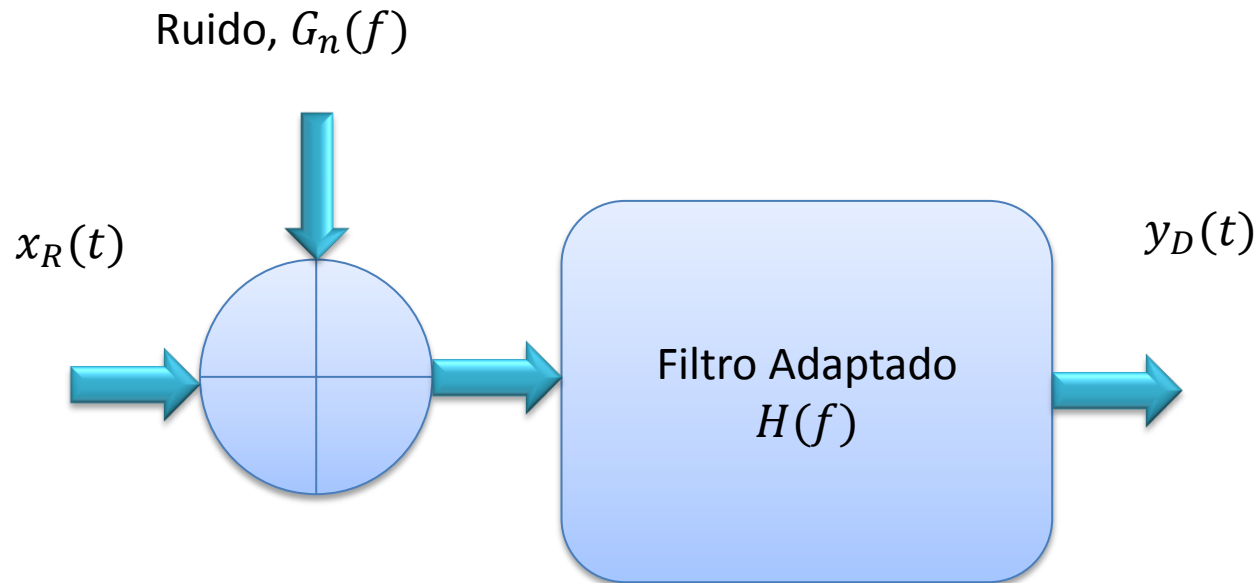 Ruido, $G_n(f)$
$x_R(t)$
$y_D(t)$
Filtro Adaptado
$H(f)$